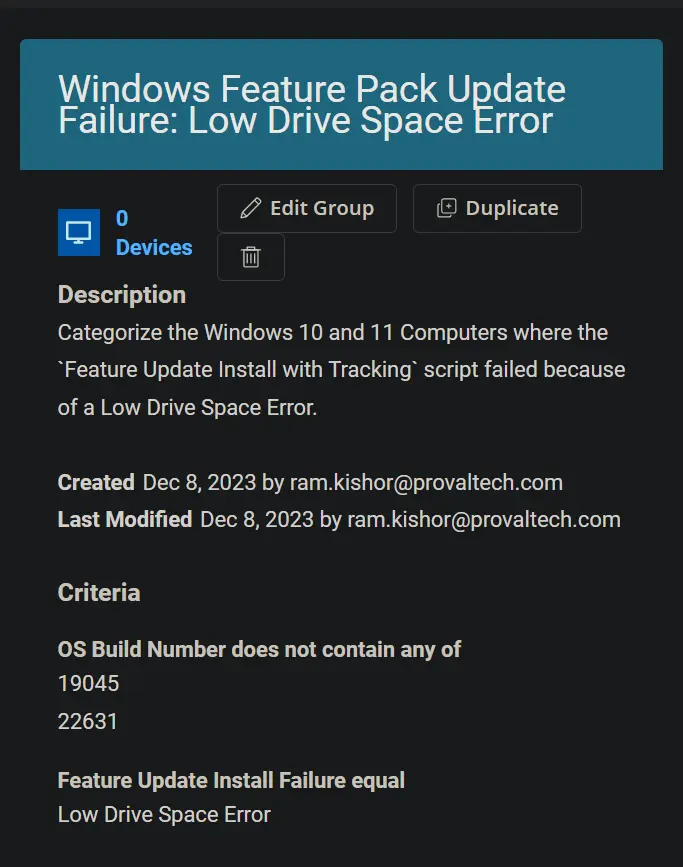 Windows Feature Pack Update
Failure: Low Drive Space Error
0
Devices
Edit Group
Duplicate
Description
Categorize the Windows 10 and 11 Computers where the
`Feature Update Install with Tracking` script failed because
of a Low Drive Space Error.
Created Dec 8, 2023 by ram.kishor@provaltech.com
Last Modified Dec 8, 2023 by ram.kishor@provaltech.com
Criteria
OS Build Number does not contain any of
19045
22631
Feature Update Install Failure equal
Low Drive Space Error